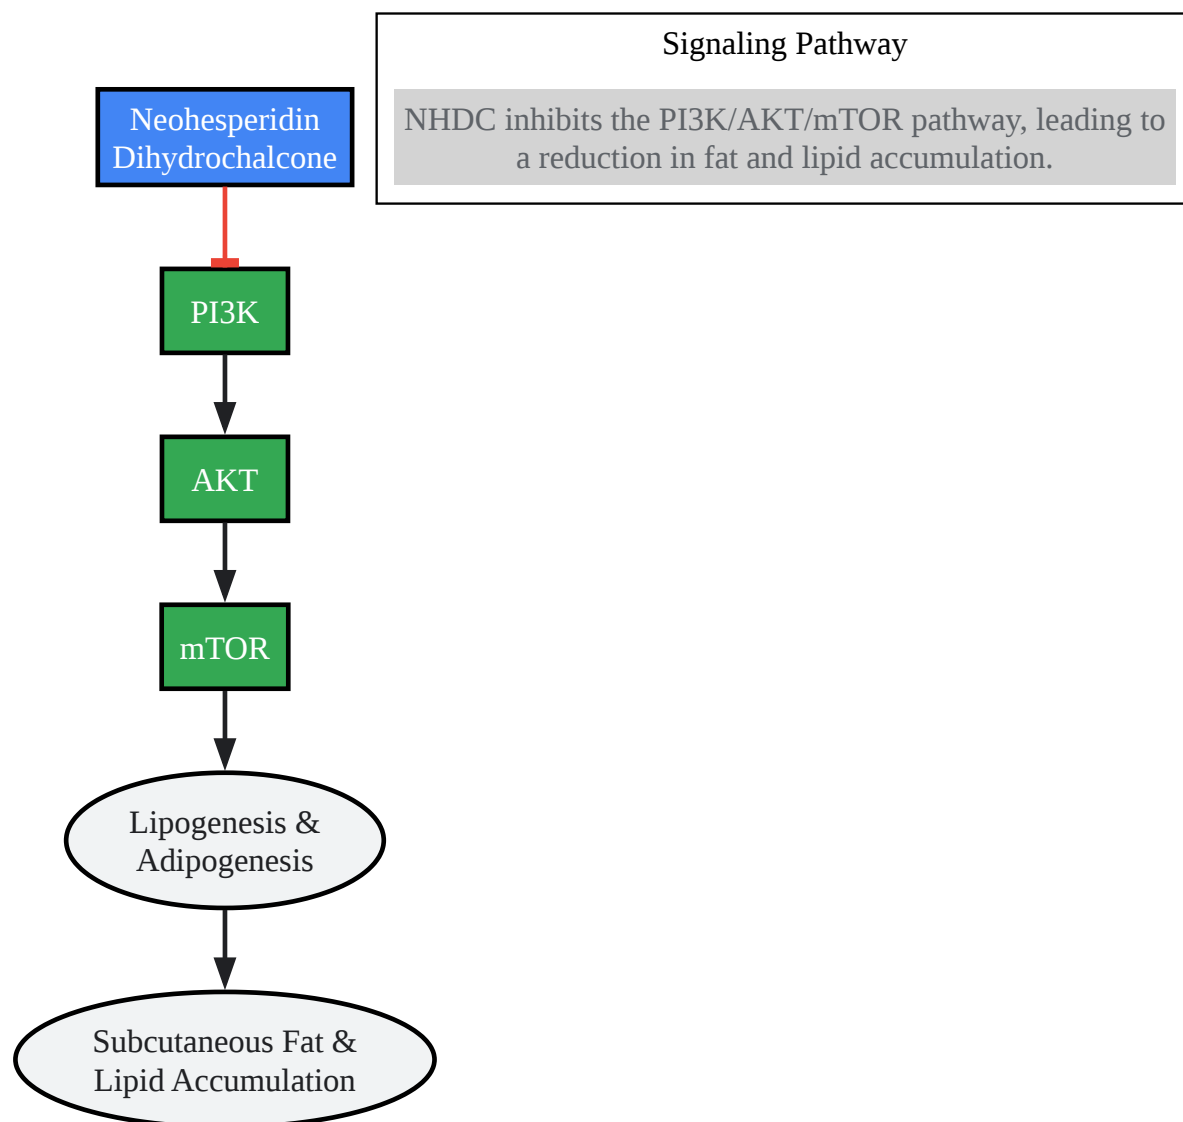 Signaling Pathway
NHDC inhibits the PI3K/AKT/mTOR pathway, leading to
a reduction in fat and lipid accumulation.
Neohesperidin
Dihydrochalcone
PI3K
AKT
mTOR
Lipogenesis &
Adipogenesis
Subcutaneous Fat &
Lipid Accumulation